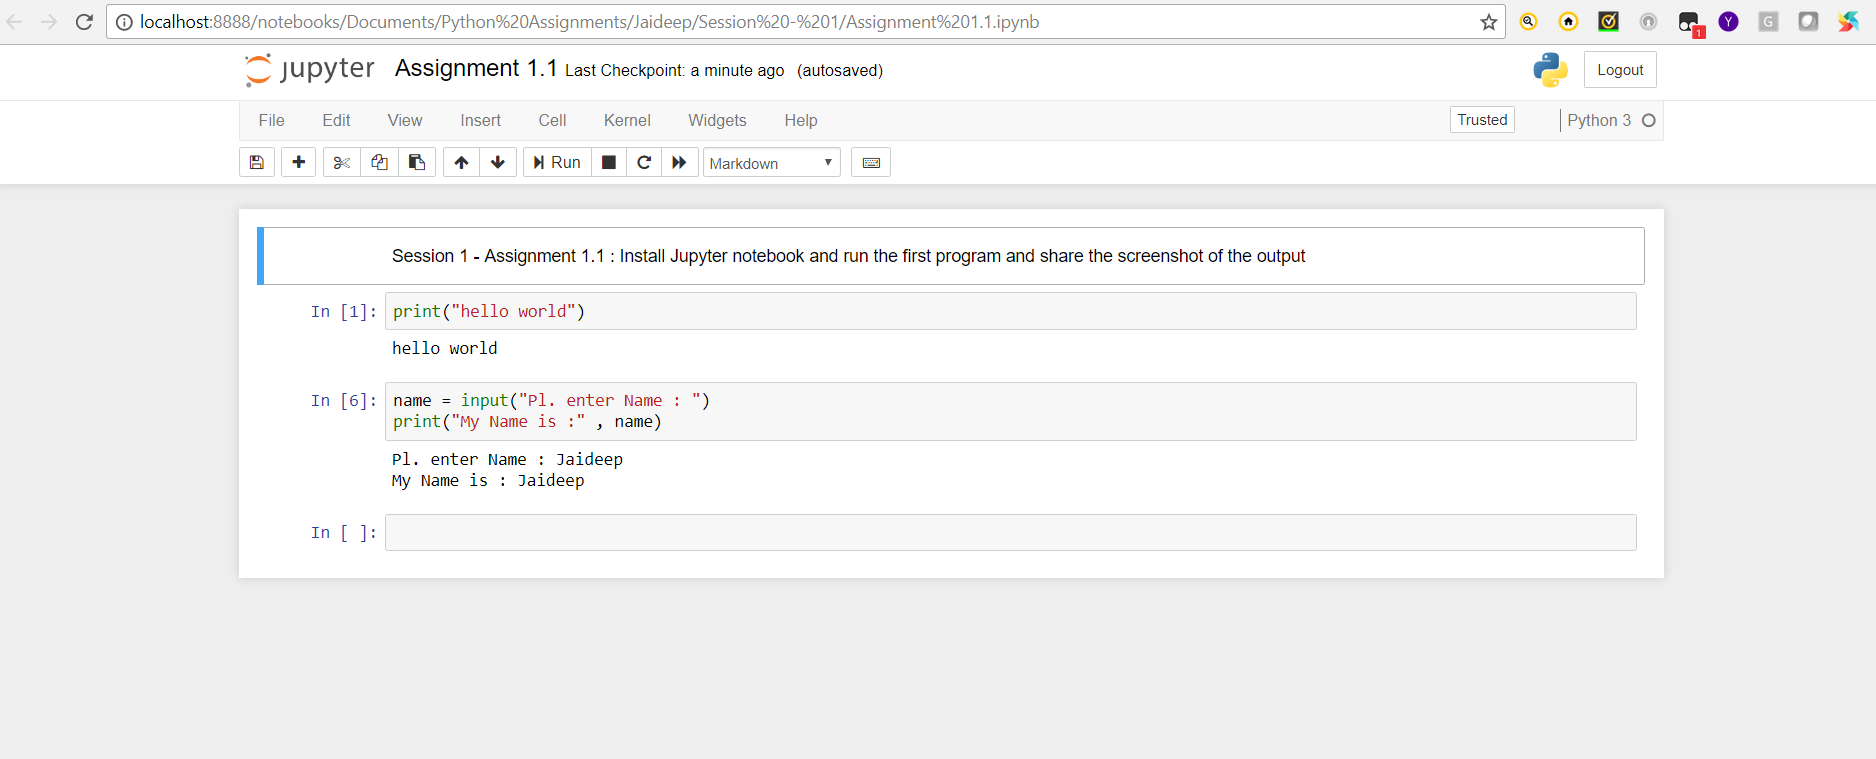 localhost:8888/notebooks/Documents/Python%20Assignments/Jaideep/Session%20-%201/Assignment%201.1.ipynb
1
Y
G
jupyter Assignment 1.1 Last Checkpoint: a minute ago (autosaved)
Logout
File Edit View Insert Cell Kernel Widgets Help
Trusted
Python 3
Run
Markdown
Session 1 - Assignment 1.1 : Install Jupyter notebook and run the first program and share the screenshot of the output
In [1]: print("hello world")
hello world
In [6]: name = input("Pl. enter Name : ")
print("My Name is :" , name)
Pl. enter Name : Jaideep
My Name is : Jaideep
In [ ]: